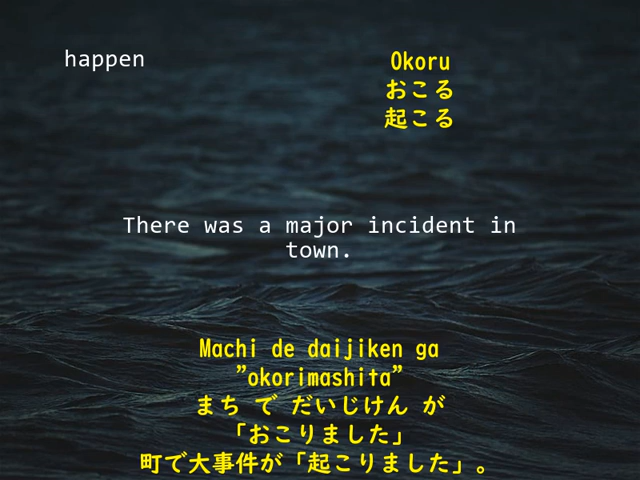 happen
Okoru
おこる
起こる
There was a major incident in
town.
Machi de daijiken ga
”okorimashita”
まち で だいじけん が
「おこりました」
町で大事件が「起こりました」。